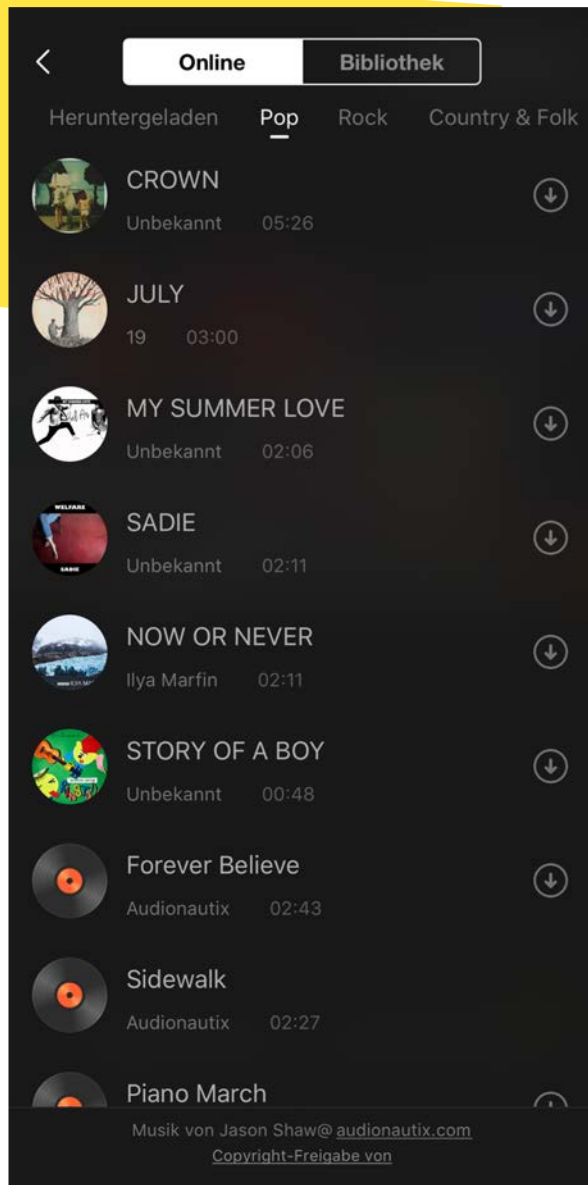 Online Bibliothek
Heruntergeladen Pop Rock Country & Folk
CROWN
Unbekannt 05:26
JULY
19 03:00
MY SUMMER LOVE
Unbekannt 02:06
WELFARE
SADIE
SADIE
Unbekannt 02:11
NOW OR NEVER
Ilya Marfin 02:11
STORY OF A BOY
Unbekannt 00:48
Forever Believe
Audionautix 02:43
Sidewalk
Audionautix 02:27
Piano March
Musik von Jason Shaw@ audionautix.com
Copyright-Freigabe von